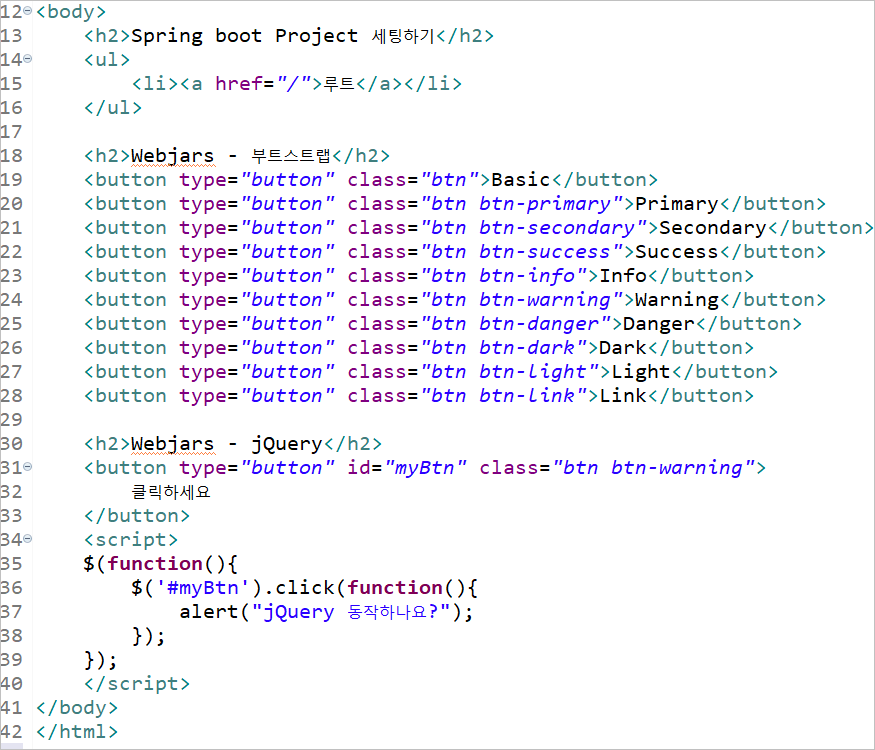 12 <body>
13     <h2>Spring boot Project 세팅하기</h2>
14     <ul>
15         <li><a href="/">루트</a></li>
16     </ul>
17
18     <h2>Webjars - 부트스트랩</h2>
19     <button type="button" class="btn">Basic</button>
20     <button type="button" class="btn btn-primary">Primary</button>
21     <button type="button" class="btn btn-secondary">Secondary</button>
22     <button type="button" class="btn btn-success">Success</button>
23     <button type="button" class="btn btn-info">Info</button>
24     <button type="button" class="btn btn-warning">Warning</button>
25     <button type="button" class="btn btn-danger">Danger</button>
26     <button type="button" class="btn btn-dark">Dark</button>
27     <button type="button" class="btn btn-light">Light</button>
28     <button type="button" class="btn btn-link">Link</button>
29
30     <h2>Webjars - jQuery</h2>
31     <button type="button" id="myBtn" class="btn btn-warning">
32         클릭하세요
33     </button>
34     <script>
35     $(function(){
36         $('#myBtn').click(function(){
37             alert("jQuery 동작하나요?");
38         });
39     });
40     </script>
41 </body>
42 </html>